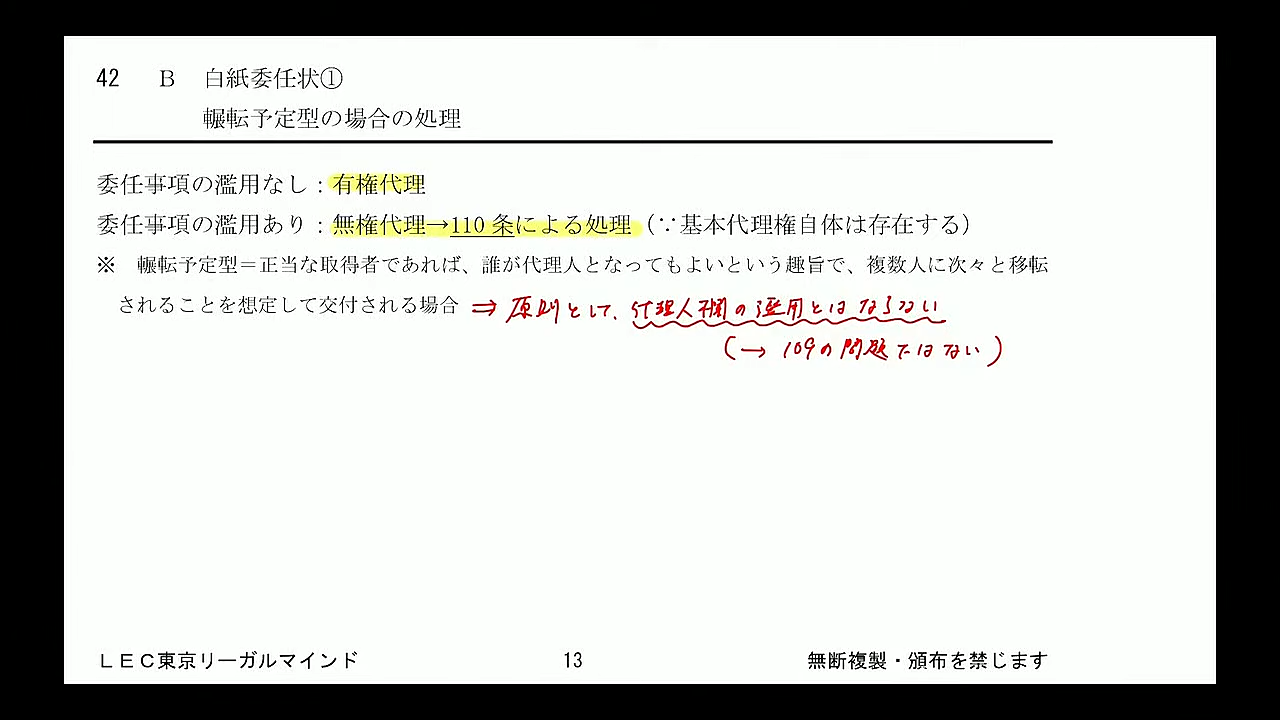 42 B 白紙委任状①
輾転予定型の場合の処理
委任事項の濫用なし：有権代理
委任事項の濫用あり：無権代理→110 条による処理（∵基本代理権自体は存在する）
※ 輾転予定型＝正当な取得者であれば、誰が代理人となってもよいという趣旨で、複数人に次々と移転
されることを想定して交付される場合 ⇒ 原則として、代理人欄の濫用とはならない
(→ 109の問題ではない)
ＬＥＣ東京リーガルマインド 13 無断複製・頒布を禁じます